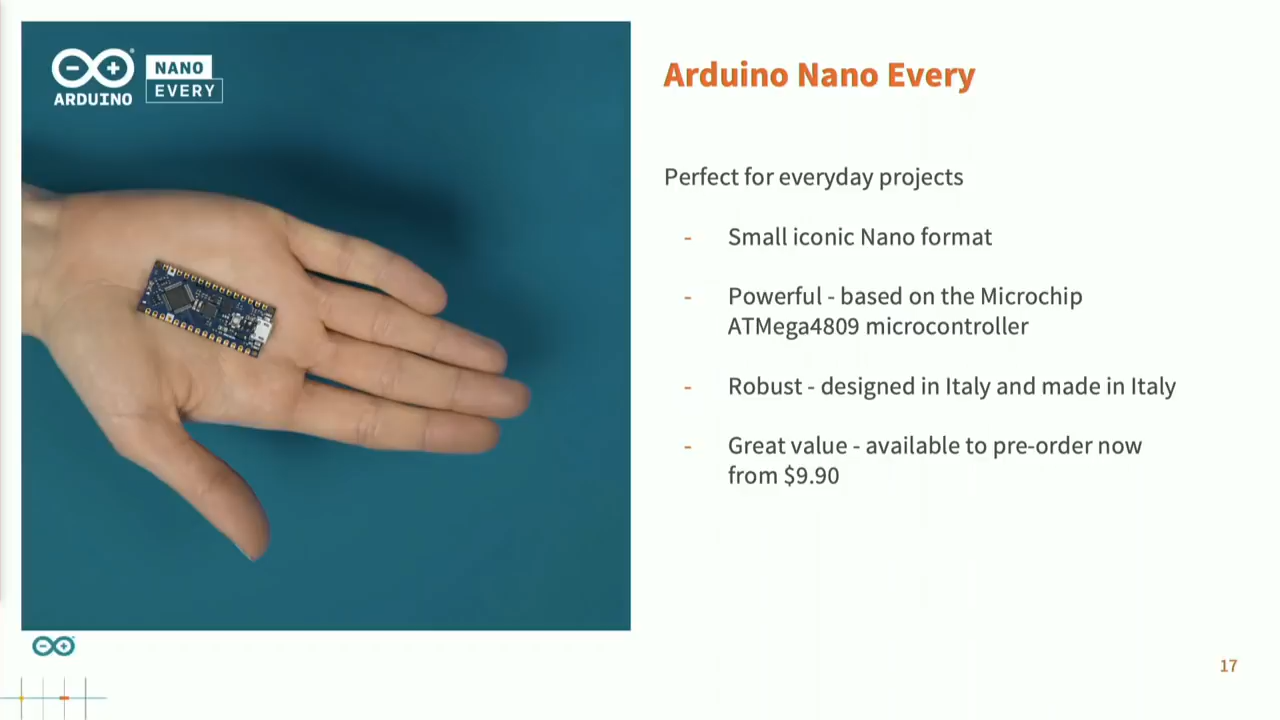 ARDUINO
NANO
EVERY
Arduino Nano Every
Perfect for everyday projects
- Small iconic Nano format
- Powerful - based on the Microchip
ATMega4809 microcontroller
- Robust - designed in Italy and made in Italy
- Great value - available to pre-order now
from $9.90
17